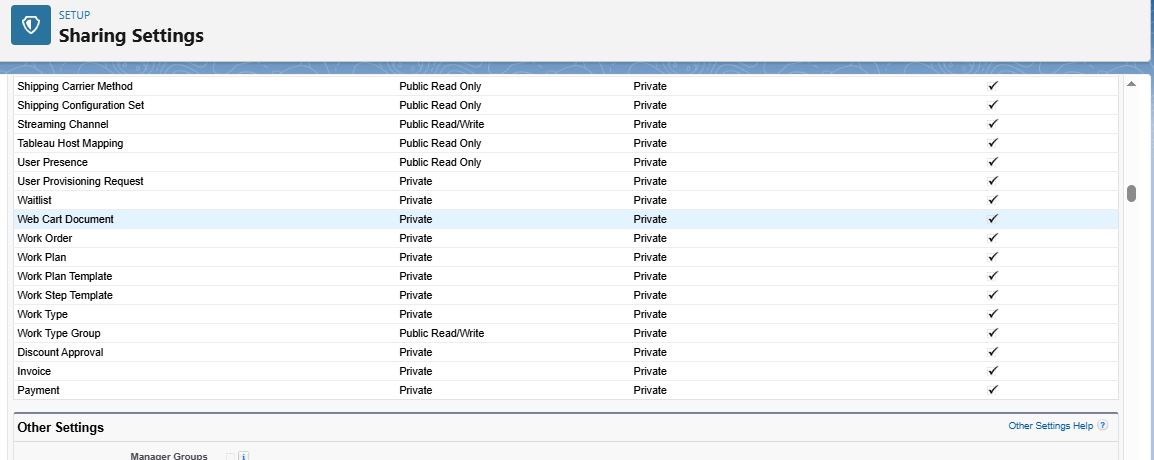 SETUP
Sharing Settings
Shipping Carrier Method Public Read Only Private
Shipping Configuration Set Public Read Only Private
Streaming Channel Public Read/Write Private
Tableau Host Mapping Public Read Only Private
User Presence Public Read Only Private
User Provisioning Request Private Private
Waitlist Private Private
Web Cart Document Private Private
Work Order Private Private
Work Plan Private Private
Work Plan Template Private Private
Work Step Template Private Private
Work Type Private Private
Work Type Group Public Read/Write Private
Discount Approval Private Private
Invoice Private Private
Payment Private Private
Other Settings Other Settings Help ?
Manager Groups i